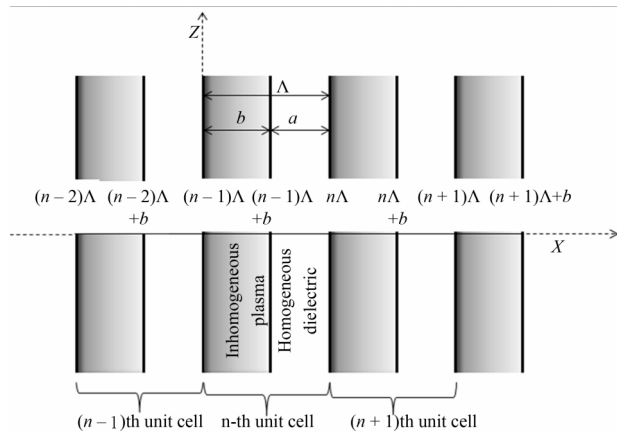 Z
Λ
b a
(n – 2)Λ (n – 2)Λ (n – 1)Λ (n – 1)Λ nΛ nΛ (n + 1)Λ (n + 1)Λ+b
+b +b +b
X
Inhomogeneous
plasma
Homogeneous
dielectric
(n – 1)th unit cell n-th unit cell (n + 1)th unit cell